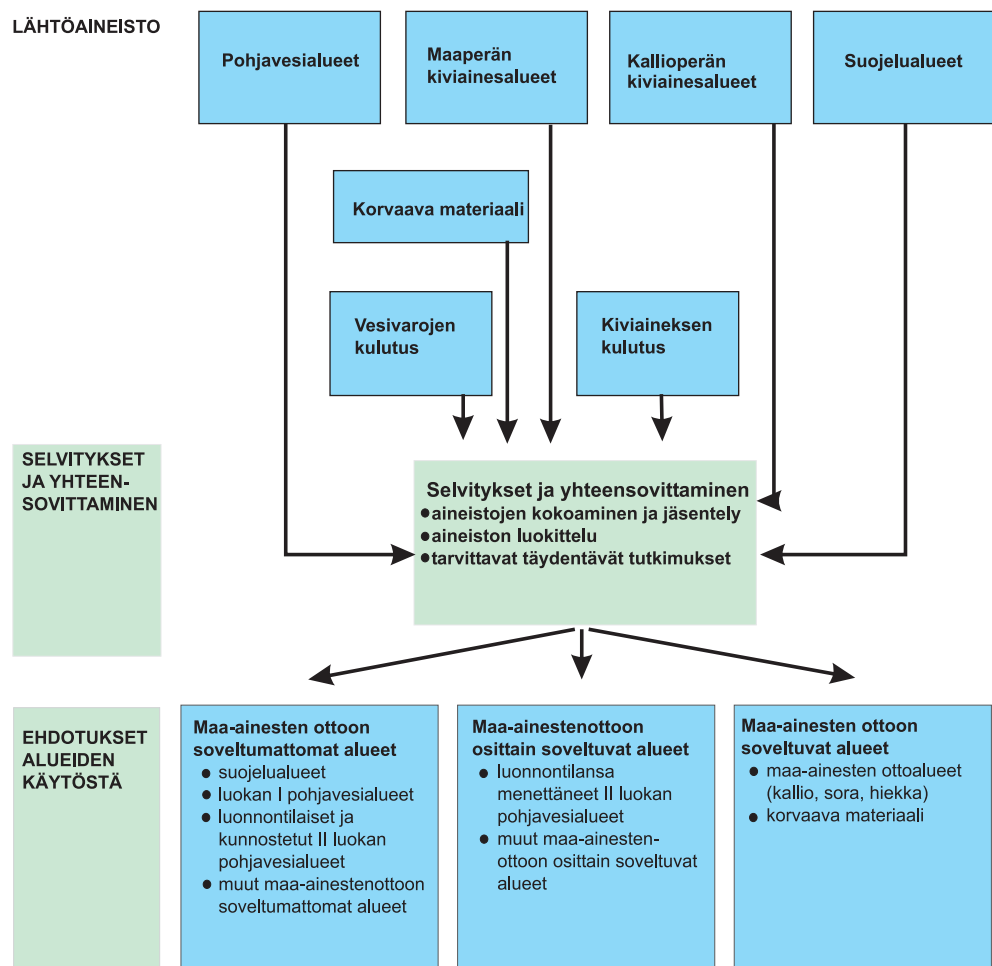 LÄHTÖAINEISTO
Pohjavesialueet
Maaperän
kiviainesalueet
Kallioperän
kiviainesalueet
Suojelualueet
Korvaava materiaali
Vesivarojen
kulutus
Kiviaineksen
kulutus
SELVITYKSET
JA YHTEEN-
SOVITTAMINEN
Selvitykset ja yhteensovittaminen
●aineistojen kokoaminen ja jäsentely
●aineiston luokittelu
●tarvittavat täydentävät tutkimukset
EHDOTUKSET
ALUEIDEN
KÄYTÖSTÄ
Maa-ainesten ottoon
soveltumattomat alueet
● suojelualueet
● luokan I pohjavesialueet
● luonnontilaiset ja
kunnostetut II luokan
pohjavesialueet
● muut maa-ainestenottoon
soveltumattomat alueet
Maa-ainestenottoon
osittain soveltuvat alueet
● luonnontilansa
menettäneet II luokan
pohjavesialueet
● muut maa-ainesten-
ottoon osittain soveltuvat
alueet
Maa-ainesten ottoon
soveltuvat alueet
● maa-ainesten ottoalueet
(kallio, sora, hiekka)
● korvaava materiaali